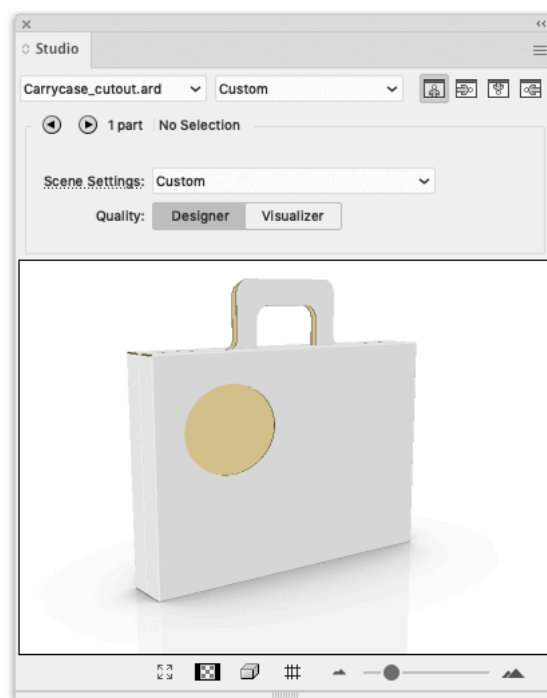 Studio
Carrycase_cutout.ard Custom
1 part No Selection
Scene Settings: Custom
Quality: Designer Visualizer